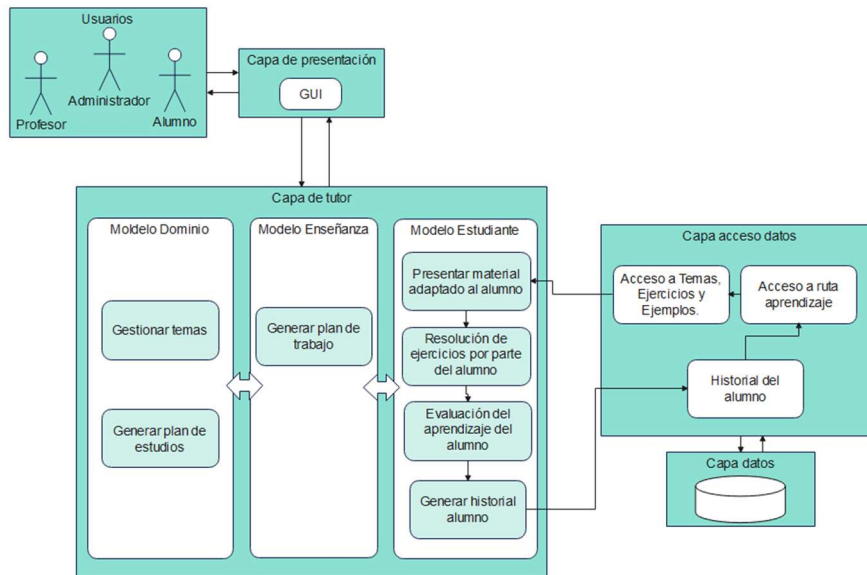 Usuarios
Profesor
Administrador
Alumno
Capa de presentación
GUI
Capa de tutor
Moldelo Dominio
Gestionar temas
Generar plan de
estudios
Modelo Enseñanza
Generar plan de
trabajo
Modelo Estudiante
Presentar material
adaptado al alumno
Resolución de
ejercicios por parte
del alumno
Evaluación del
aprendizaje del
alumno
Generar historial
alumno
Capa acceso datos
Acceso a Temas,
Ejercicios y
Ejemplos.
Acceso a ruta
aprendizaje
Historial del
alumno
Capa datos